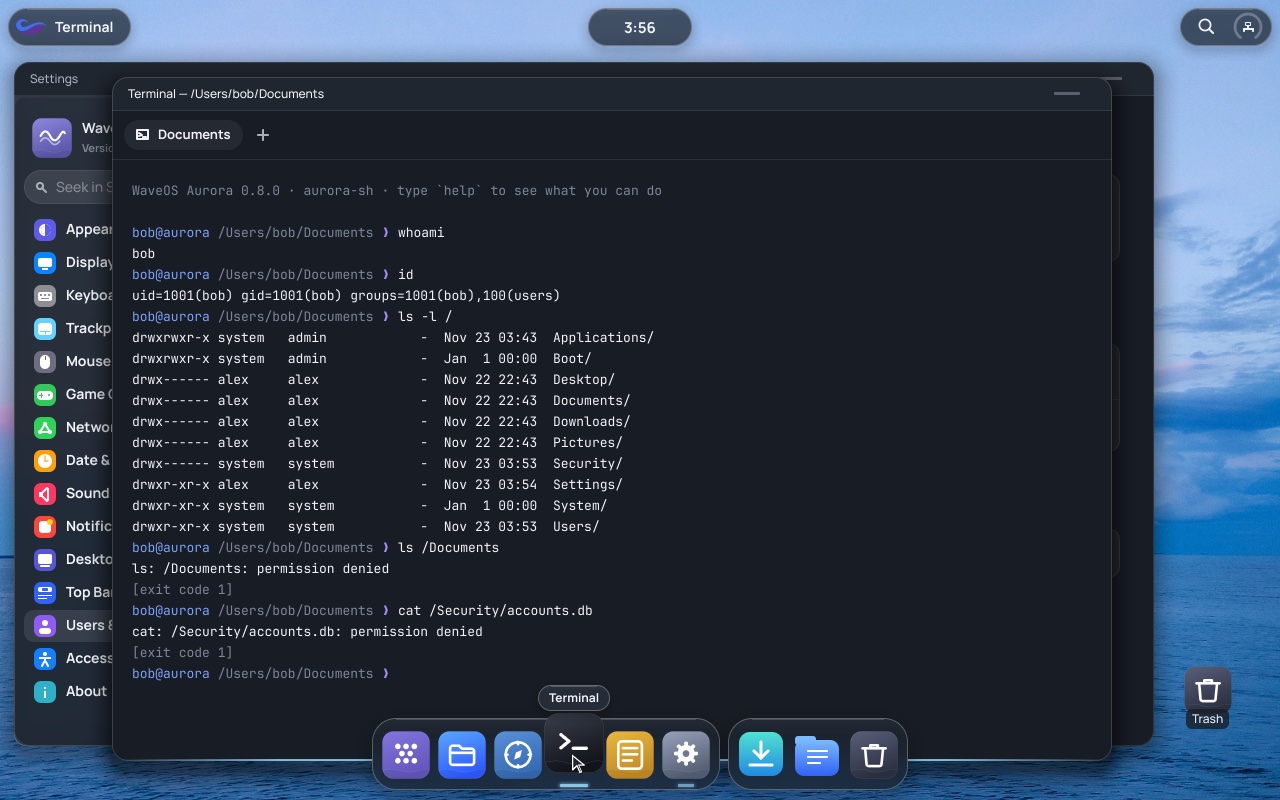 Terminal
3:56
Settings
Terminal — /Users/bob/Documents
Documents
WaveOS Aurora 0.8.0 · aurora-sh · type `help` to see what you can do
bob@aurora /Users/bob/Documents ❯ whoami
bob
bob@aurora /Users/bob/Documents ❯ id
uid=1001(bob) gid=1001(bob) groups=1001(bob),100(users)
bob@aurora /Users/bob/Documents ❯ ls -l /
drwxrwxr-x system   admin            -  Nov 23 03:43  Applications/
drwxrwxr-x system   admin            -  Jan  1 00:00  Boot/
drwx------ alex     alex             -  Nov 22 22:43  Desktop/
drwx------ alex     alex             -  Nov 22 22:43  Documents/
drwx------ alex     alex             -  Nov 22 22:43  Downloads/
drwx------ alex     alex             -  Nov 22 22:43  Pictures/
drwx------ system   system           -  Nov 23 03:53  Security/
drwxr-xr-x alex     alex             -  Nov 23 03:54  Settings/
drwxr-xr-x system   system           -  Jan  1 00:00  System/
drwxr-xr-x system   system           -  Nov 23 03:53  Users/
bob@aurora /Users/bob/Documents ❯ ls /Documents
ls: /Documents: permission denied
[exit code 1]
bob@aurora /Users/bob/Documents ❯ cat /Security/accounts.db
cat: /Security/accounts.db: permission denied
[exit code 1]
bob@aurora /Users/bob/Documents ❯
Seek in
Display
Mouse
Date &
Sound
Users
About
Terminal
Trash